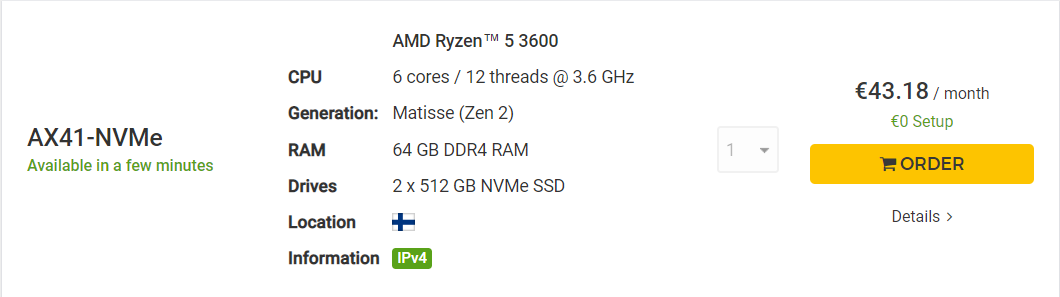 AX41-NVMe
Available in a few minutes
AMD Ryzen™ 5 3600
CPU 6 cores / 12 threads @ 3.6 GHz
Generation: Matisse (Zen 2)
RAM 64 GB DDR4 RAM
Drives 2 x 512 GB NVMe SSD
Location
Information IPv4
1
€43.18 / month
€0 Setup
ORDER
Details >